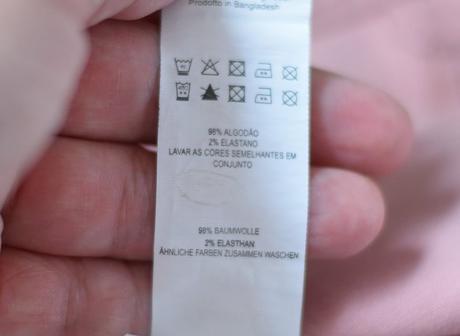 Prodotto in Bangladesh
98% ALGODÃO
2% ELASTANO
LAVAR AS CORES SEMELHANTES EM
CONJUNTO
98% BAUMWOLLE
2% ELASTHAN
ÄHNLICHE FARBEN ZUSAMMEN WASCHEN